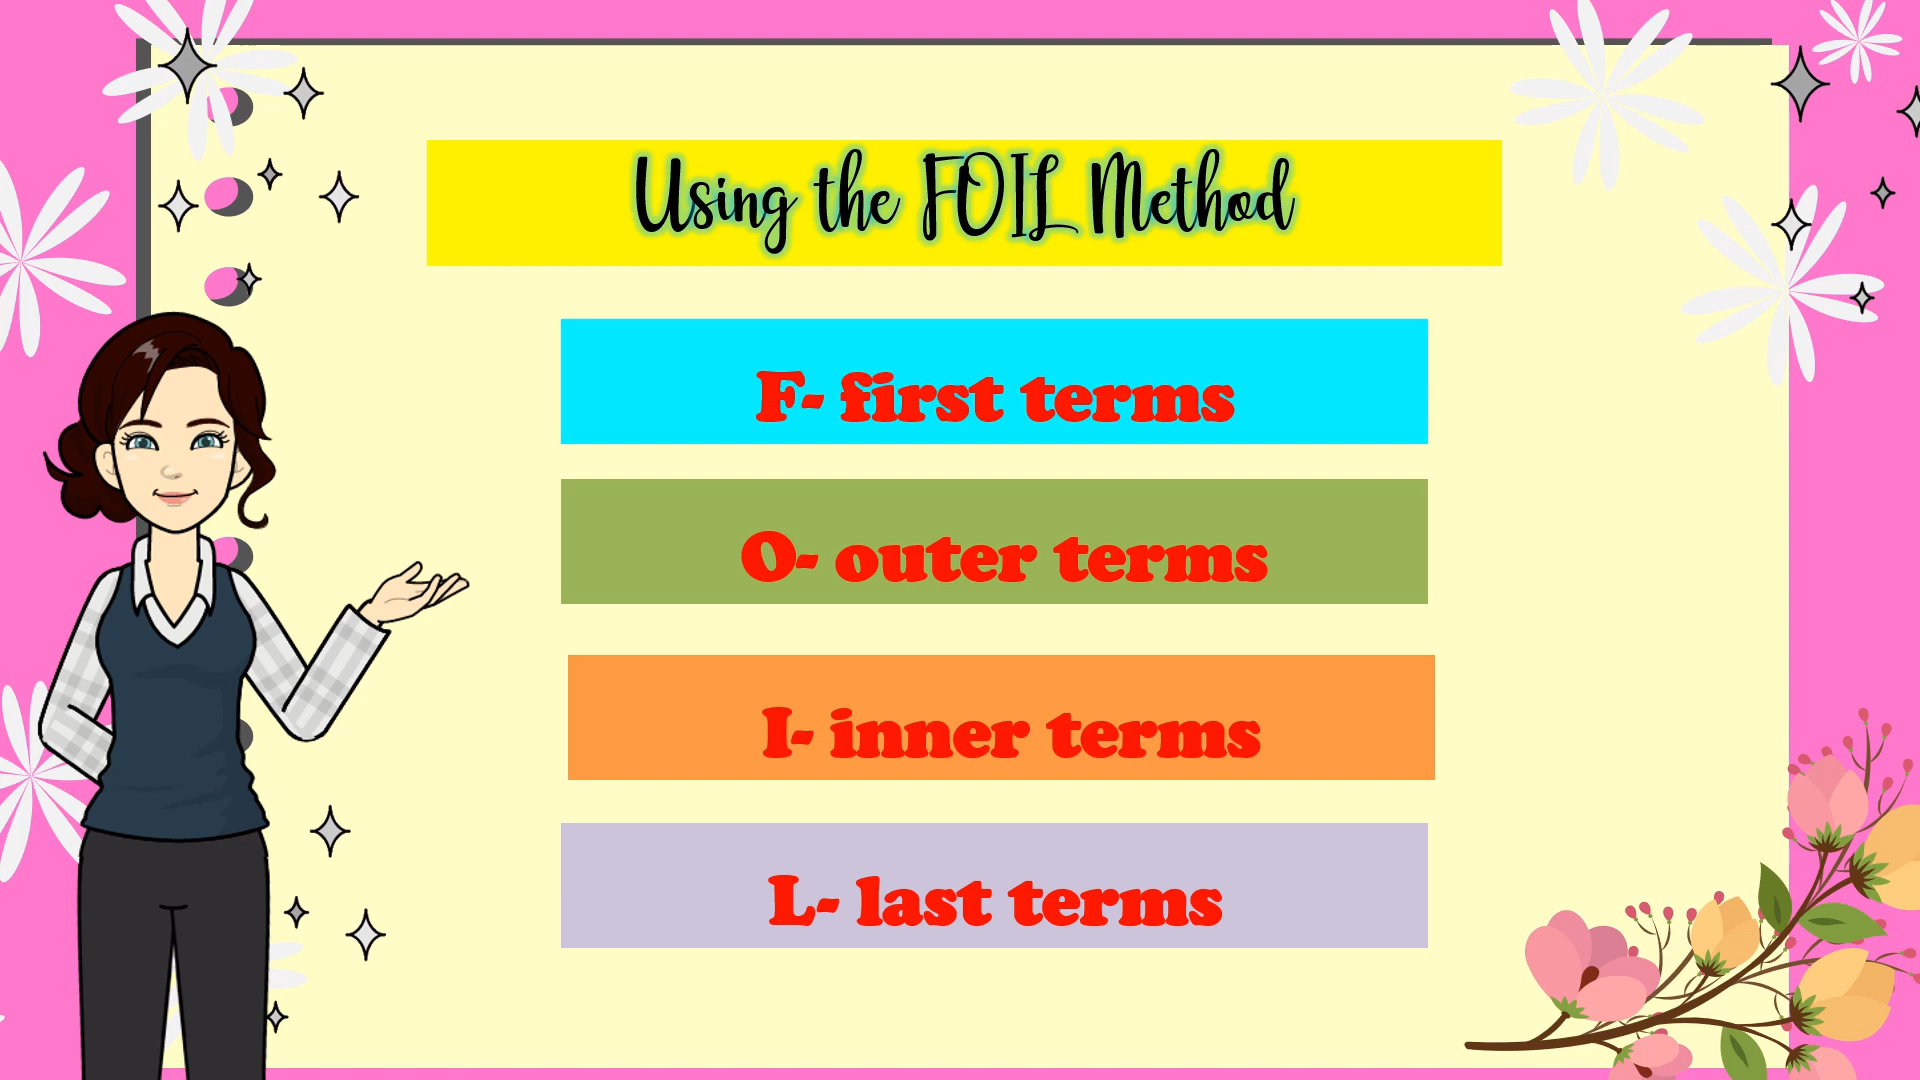 Using the FOIL Method
F- first terms
O- outer terms
I- inner terms
L- last terms